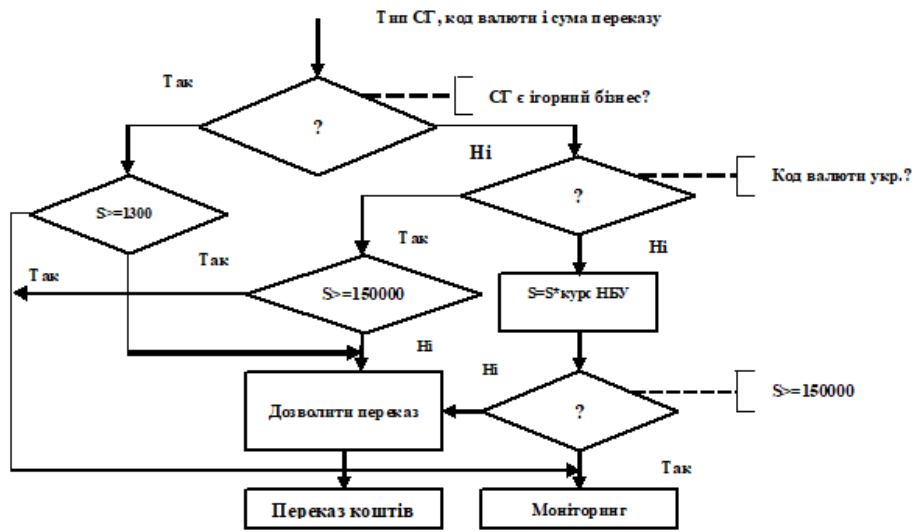 Тип СГ, код валюти і сума переказу
Так
СГ є ігорний бізнес?
?
Ні
Код валюти укр.?
?
S>=1300
Так
Ні
Так
Так
S=S*курс НБУ
S>=150000
Ні
Ні
S>=150000
Дозволити переказ
?
Так
Переказ коштів
Моніторинг